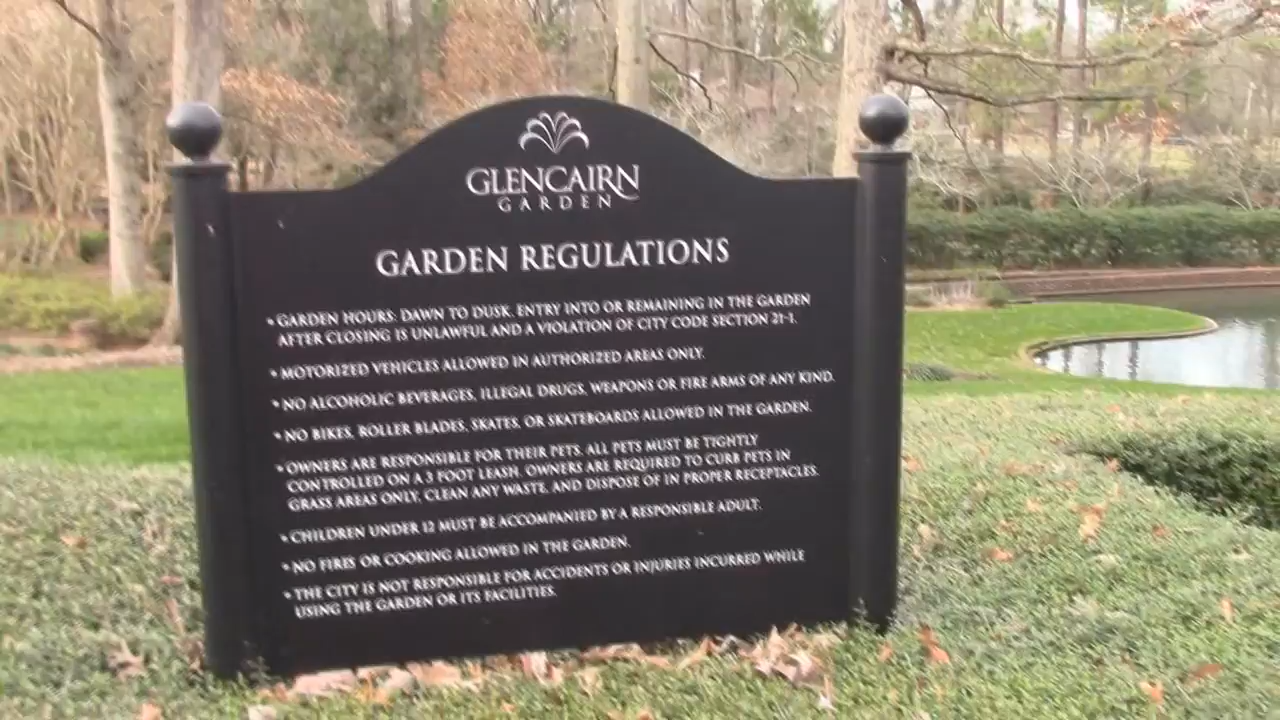 GLENCAIRN
GARDEN
GARDEN REGULATIONS
• GARDEN HOURS: DAWN TO DUSK. ENTRY INTO OR REMAINING IN THE GARDEN
AFTER CLOSING IS UNLAWFUL AND A VIOLATION OF CITY CODE SECTION 21-1.
• MOTORIZED VEHICLES ALLOWED IN AUTHORIZED AREAS ONLY.
• NO ALCOHOLIC BEVERAGES, ILLEGAL DRUGS, WEAPONS OR FIRE ARMS OF ANY KIND.
• NO BIKES, ROLLER BLADES, SKATES, OR SKATEBOARDS ALLOWED IN THE GARDEN.
• OWNERS ARE RESPONSIBLE FOR THEIR PETS. ALL PETS MUST BE TIGHTLY
CONTROLLED ON A 3 FOOT LEASH. OWNERS ARE REQUIRED TO CURB PETS IN
GRASS AREAS ONLY, CLEAN ANY WASTE, AND DISPOSE OF IN PROPER RECEPTACLES.
• CHILDREN UNDER 12 MUST BE ACCOMPANIED BY A RESPONSIBLE ADULT.
• NO FIRES OR COOKING ALLOWED IN THE GARDEN.
• THE CITY IS NOT RESPONSIBLE FOR ACCIDENTS OR INJURIES INCURRED WHILE
USING THE GARDEN OR ITS FACILITIES.